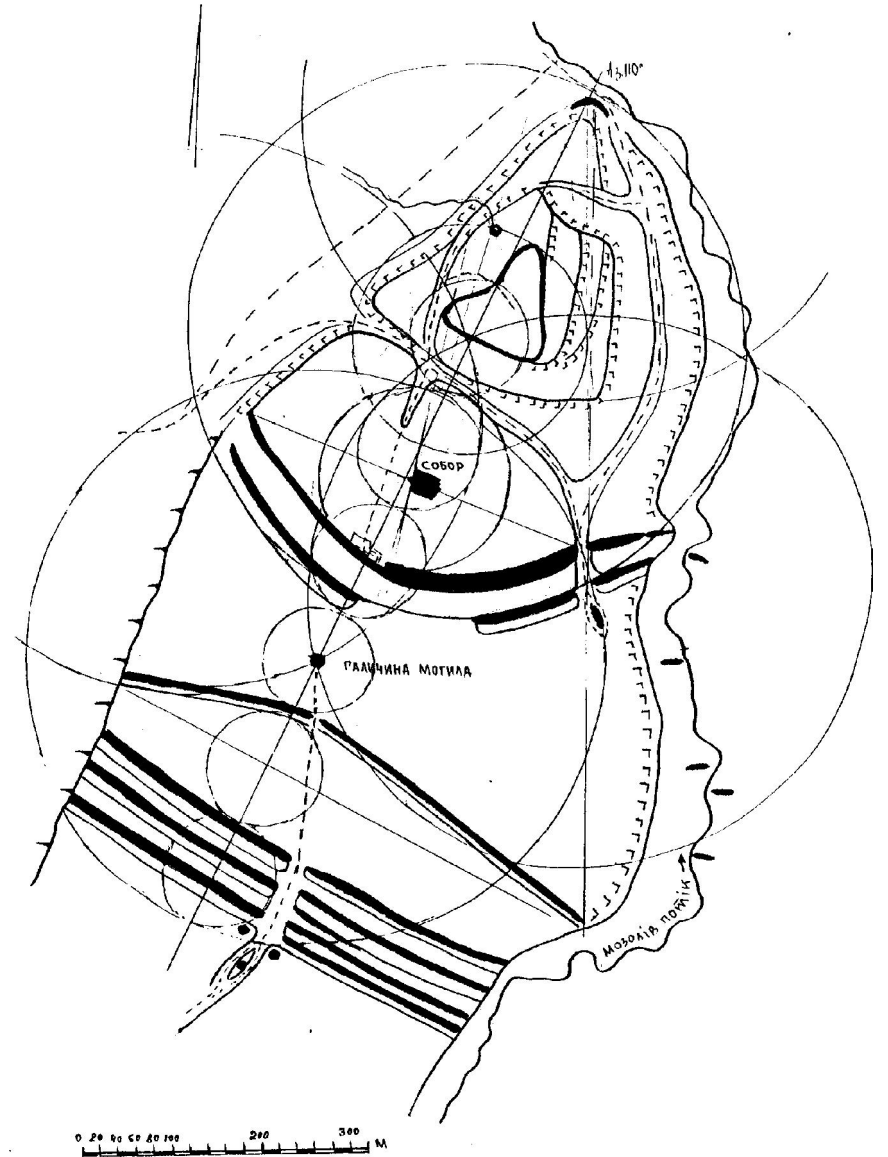 Аз.110°
СОБОР
ГАЛИЧИНА МОГИЛА
МОЗОЛІВ ПОТІК
0 20 40 60 80 100 200 300 М